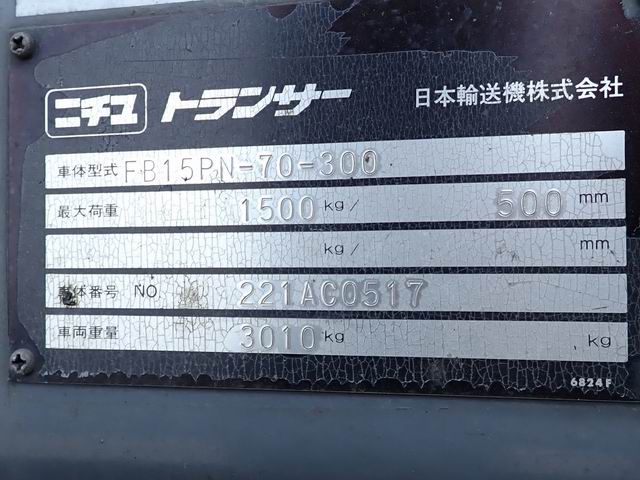 ニチユ トランサー 日本輸送機株式会社
車体型式 FB15PN-70-300
最大荷重 1500 kg/ 500 mm
kg/ mm
車体番号 NO 221AC0517
車両重量 3010 kg kg
6824F